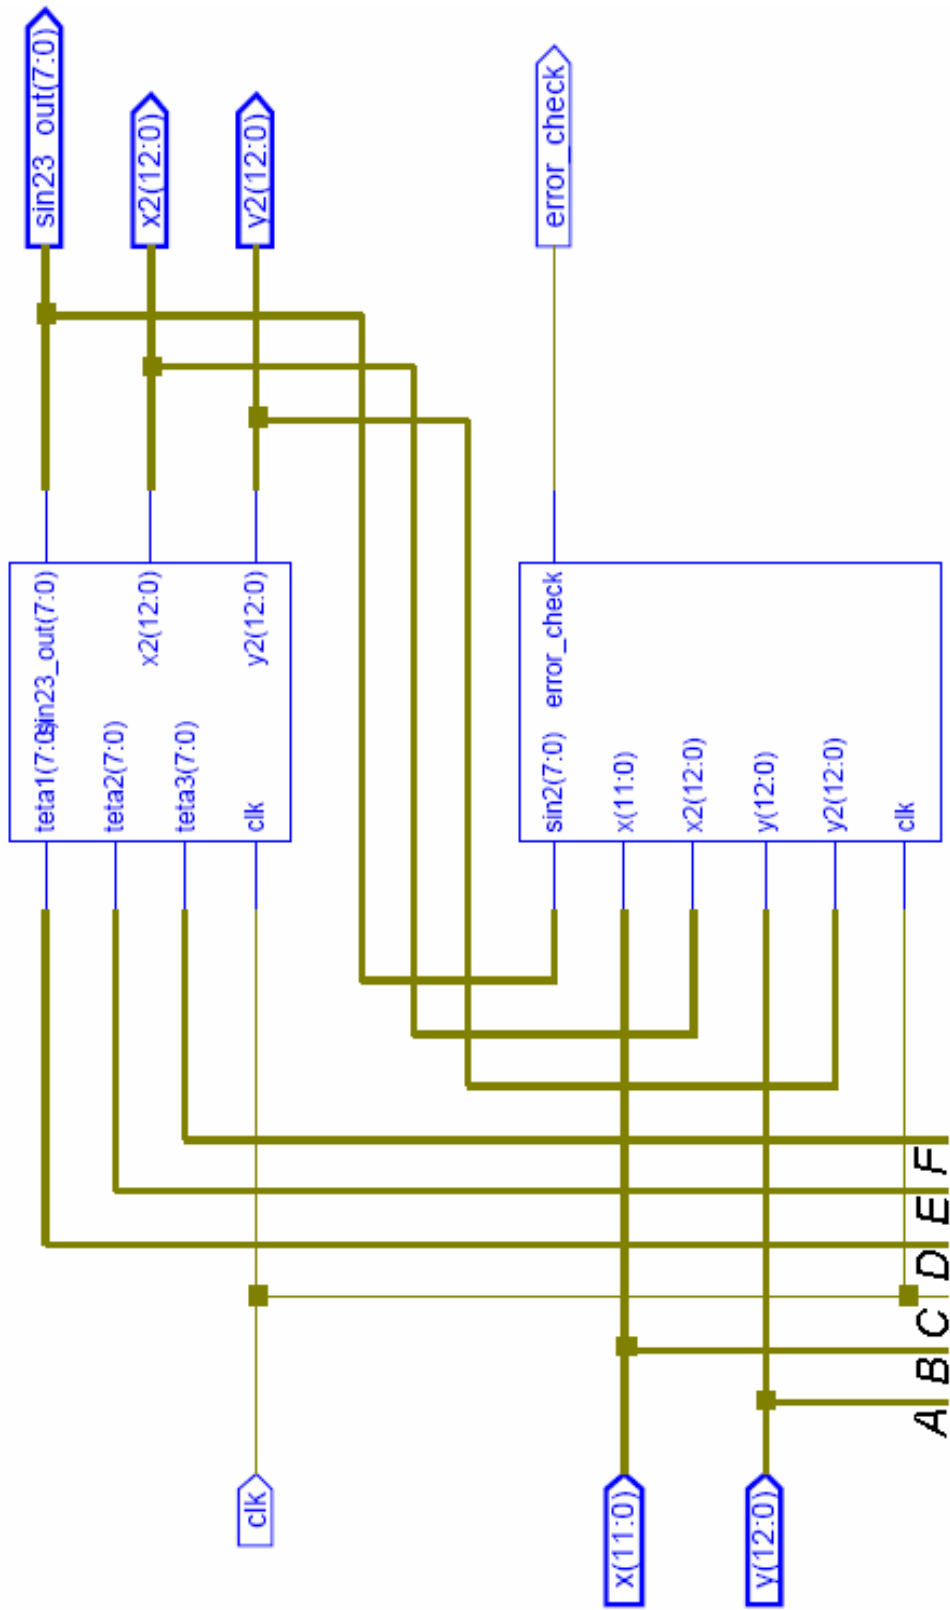 sin23 out(7:0)
x2(12:0)
y2(12:0)
error_check
teta1(7:0)
sin23_out(7:0)
teta2(7:0)
x2(12:0)
teta3(7:0)
clk
y2(12:0)
sin2(7:0)
error_check
x(11:0)
x2(12:0)
y(12:0)
y2(12:0)
clk
clk
x(11:0)
y(12:0)
A B C D E F